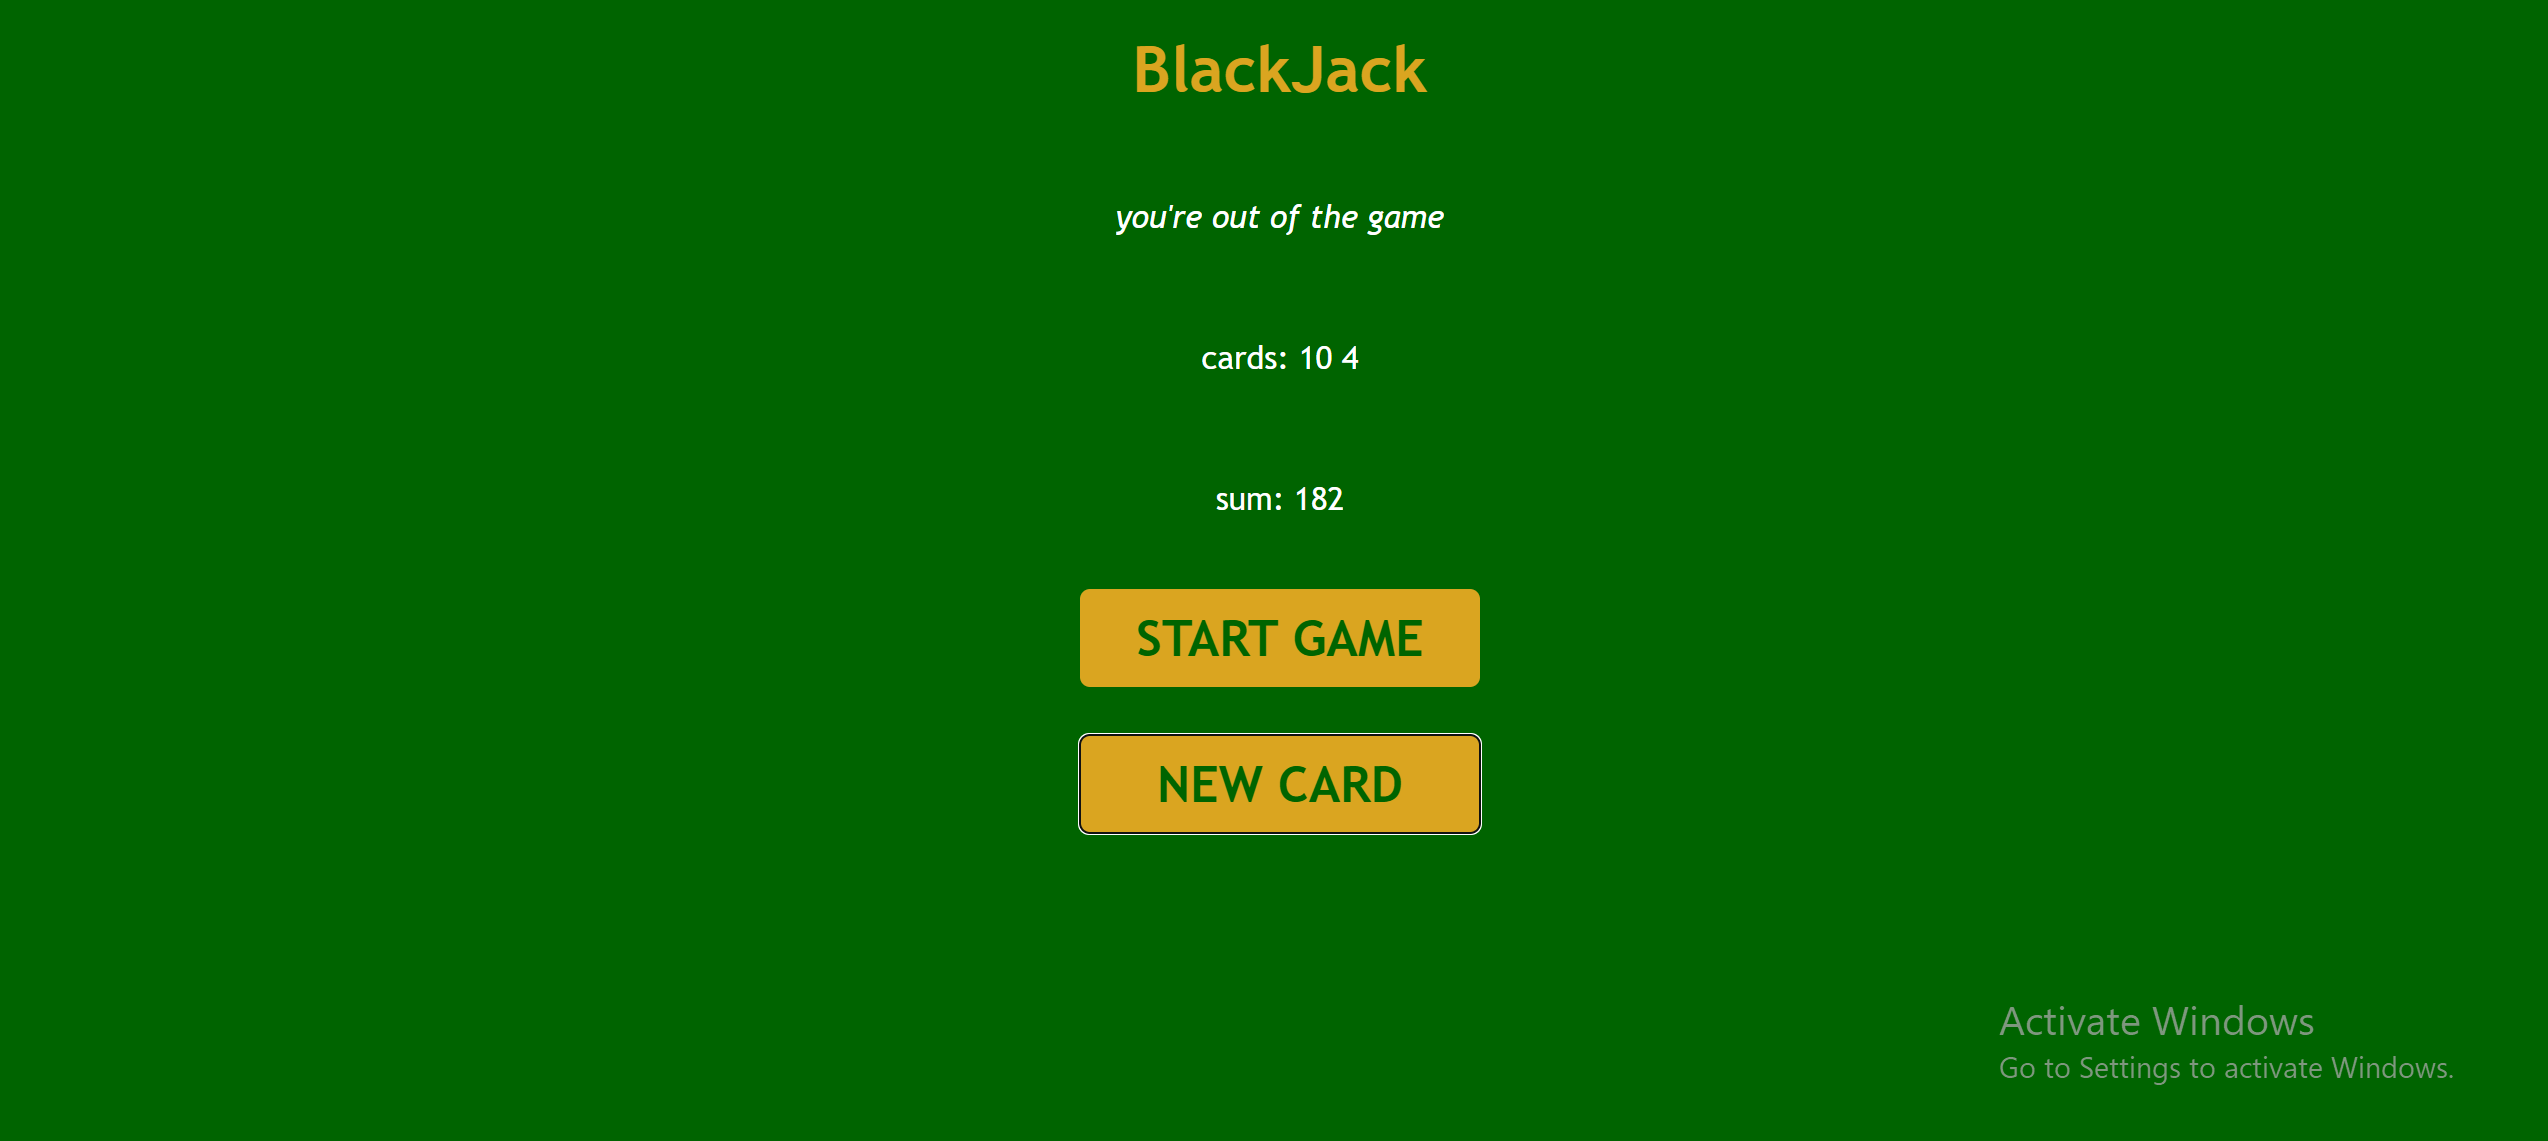 BlackJack
you're out of the game
cards: 10 4
sum: 182
START GAME
NEW CARD
Activate Windows
Go to Settings to activate Windows.